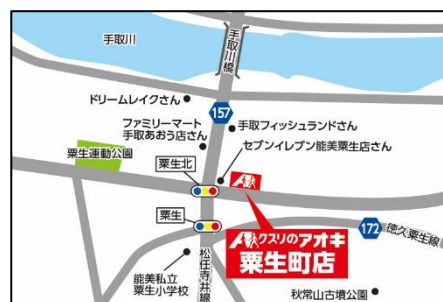 手取川
手取川橋
ドリームレイクさん
157
ファミリーマート
手取あおう店さん
手取フィッシュランドさん
粟生運動公園
粟生北
セブンイレブン能美粟生店さん
粟生
クスリのアオキ
粟生町店
172
徳久粟生線
能美私立
粟生小学校
松任寺井線
秋常山古墳公園